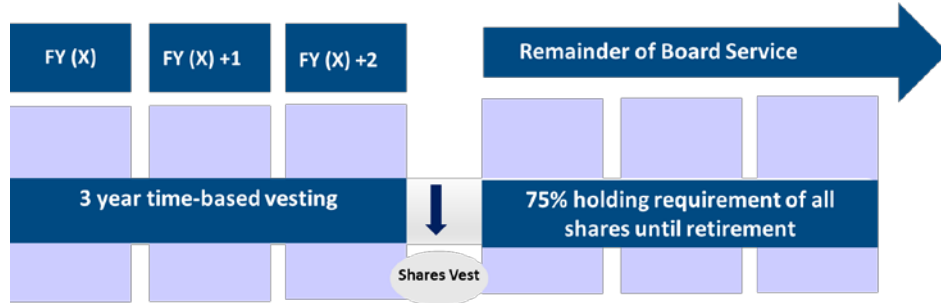 FY (X)
FY (X) +1
FY (X) +2
Remainder of Board Service
3 year time-based vesting
75% holding requirement of all
shares until retirement
Shares Vest